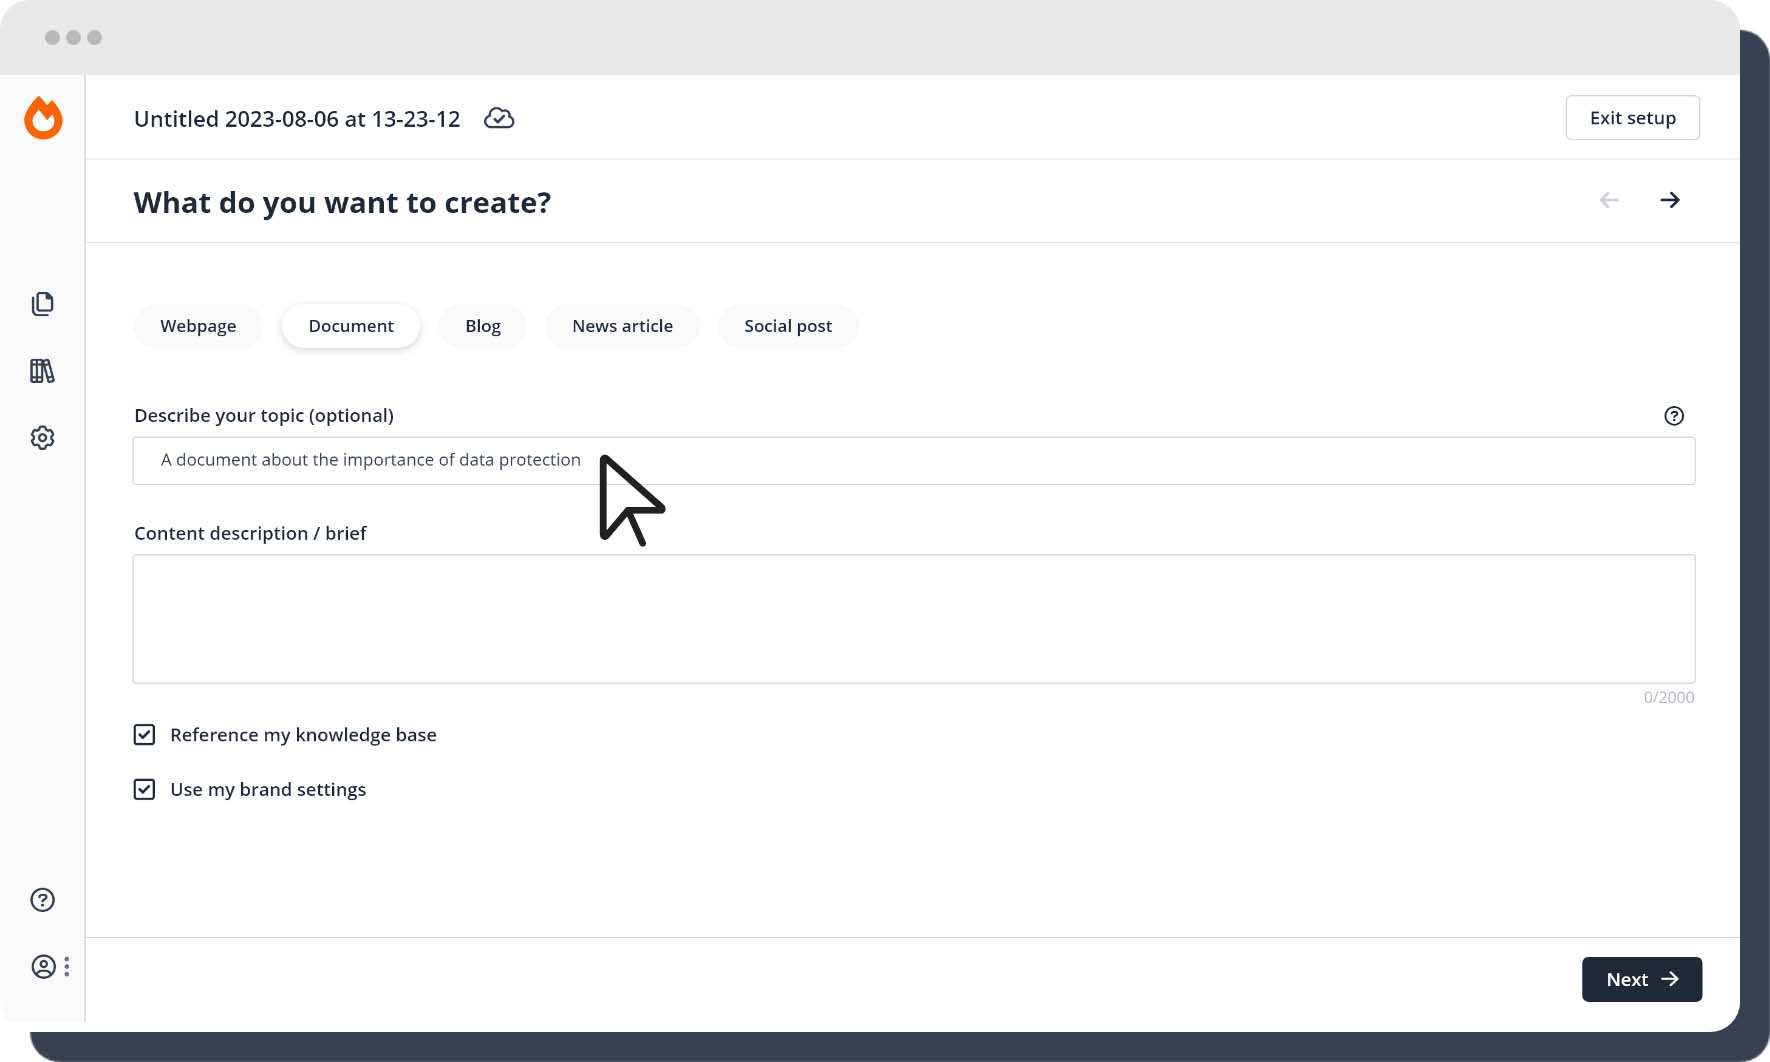 Untitled 2023-08-06 at 13-23-12
Exit setup
What do you want to create?
Webpage
Document
Blog
News article
Social post
Describe your topic (optional)
A document about the importance of data protection
Content description / brief
0/2000
Reference my knowledge base
Use my brand settings
Next